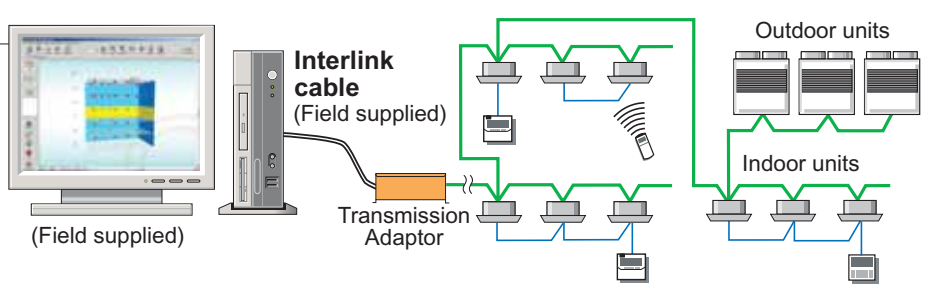 Interlink
cable
(Field supplied)
(Field supplied)
Transmission
Adaptor
Outdoor units
Indoor units